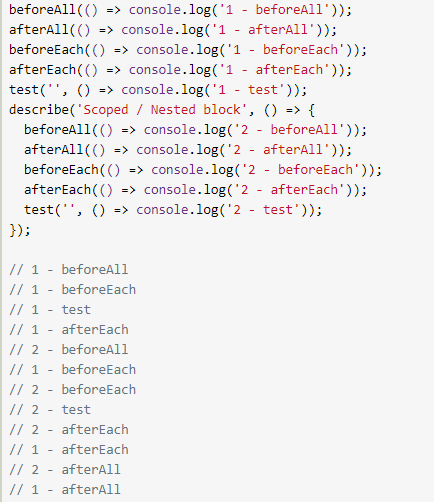 beforeAll(() => console.log('1 - beforeAll'));
afterAll(() => console.log('1 - afterAll'));
beforeEach(() => console.log('1 - beforeEach'));
afterEach(() => console.log('1 - afterEach'));
test('', () => console.log('1 - test'));
describe('Scoped / Nested block', () => {
  beforeAll(() => console.log('2 - beforeAll'));
  afterAll(() => console.log('2 - afterAll'));
  beforeEach(() => console.log('2 - beforeEach'));
  afterEach(() => console.log('2 - afterEach'));
  test('', () => console.log('2 - test'));
});

// 1 - beforeAll
// 1 - beforeEach
// 1 - test
// 1 - afterEach
// 2 - beforeAll
// 1 - beforeEach
// 2 - beforeEach
// 2 - test
// 2 - afterEach
// 1 - afterEach
// 2 - afterAll
// 1 - afterAll